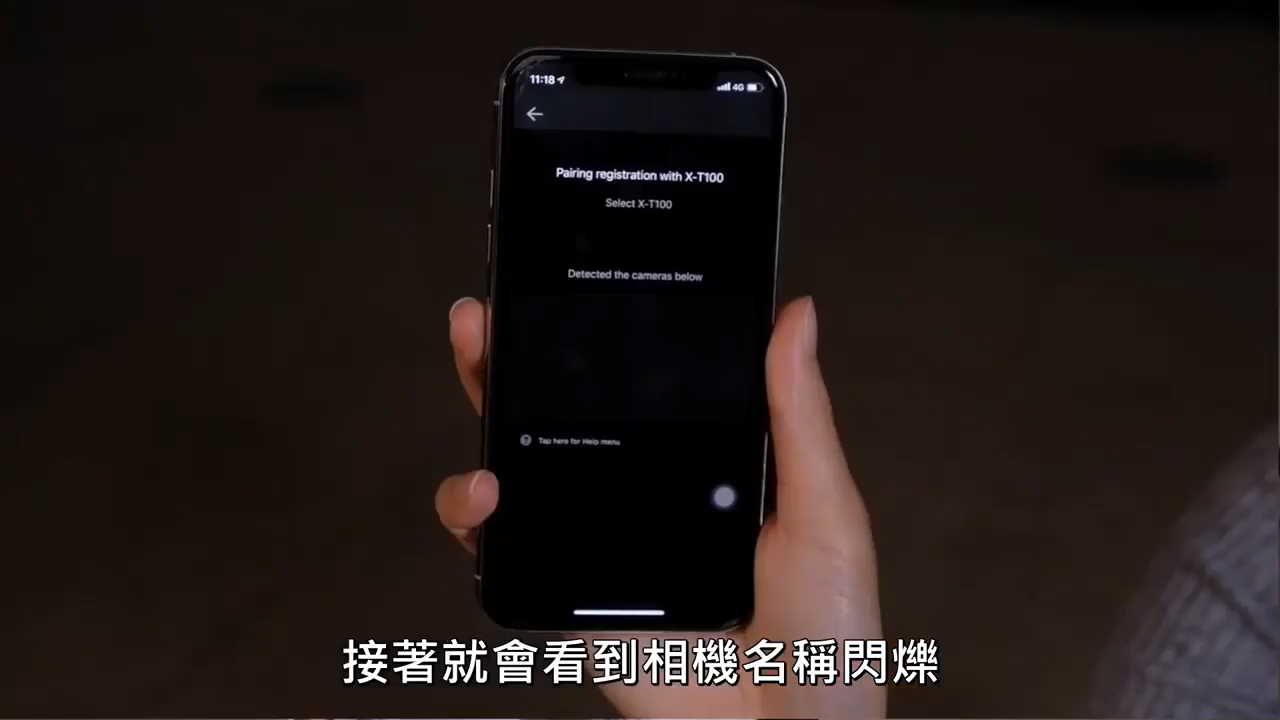 11:18
4G
Pairing registration with X-T100
Select X-T100
Detected the cameras below
Tap here for Help menu
接著就會看到相機名稱閃爍